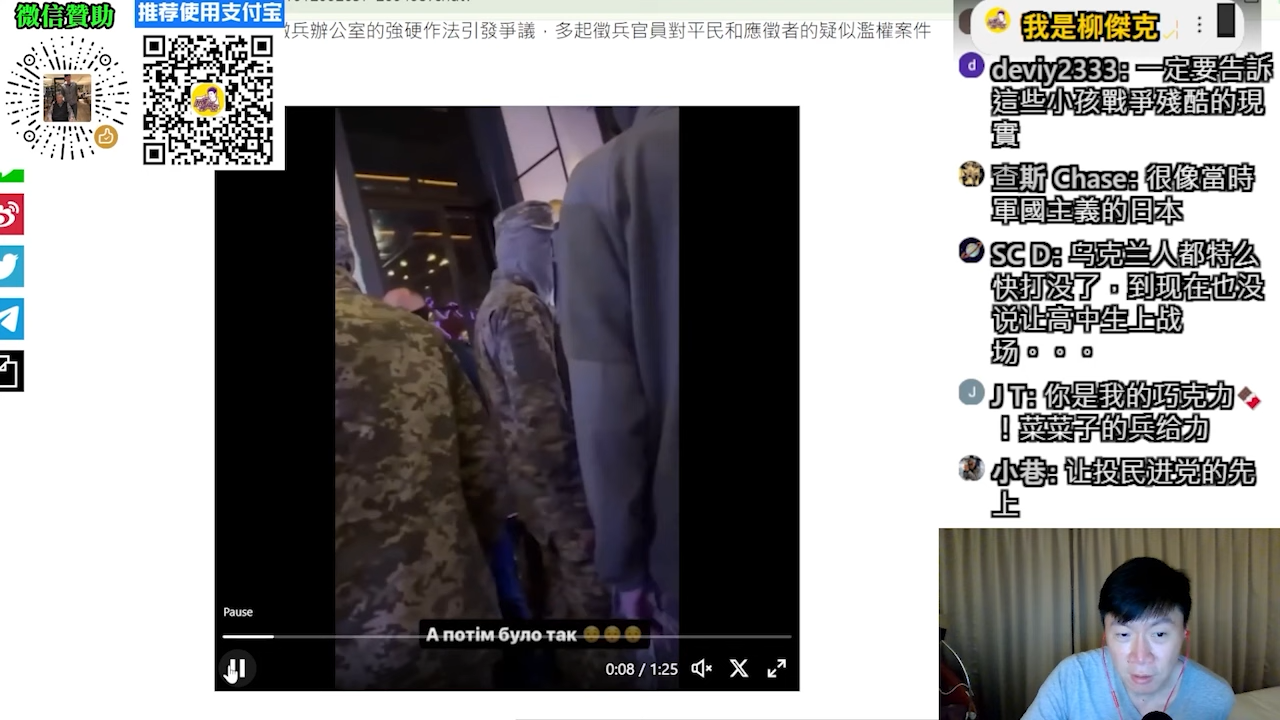 微信贊助
推荐使用支付宝
兵辦公室的強硬作法引發爭議，多起徵兵官員對平民和應徵者的疑似濫權案件
我是柳傑克
deviy2333: 一定要告訴
這些小孩戰爭殘酷的現
實
查斯 Chase: 很像當時
軍國主義的日本
SC D: 乌克兰人都特么
快打没了，到现在也没
说让高中生上战
场。。。
J T: 你是我的巧克力🍫
！菜菜子的兵给力
小巷: 让投民进党的先
上
Pause
А потім було так 😔😔😔
0:08 / 1:25